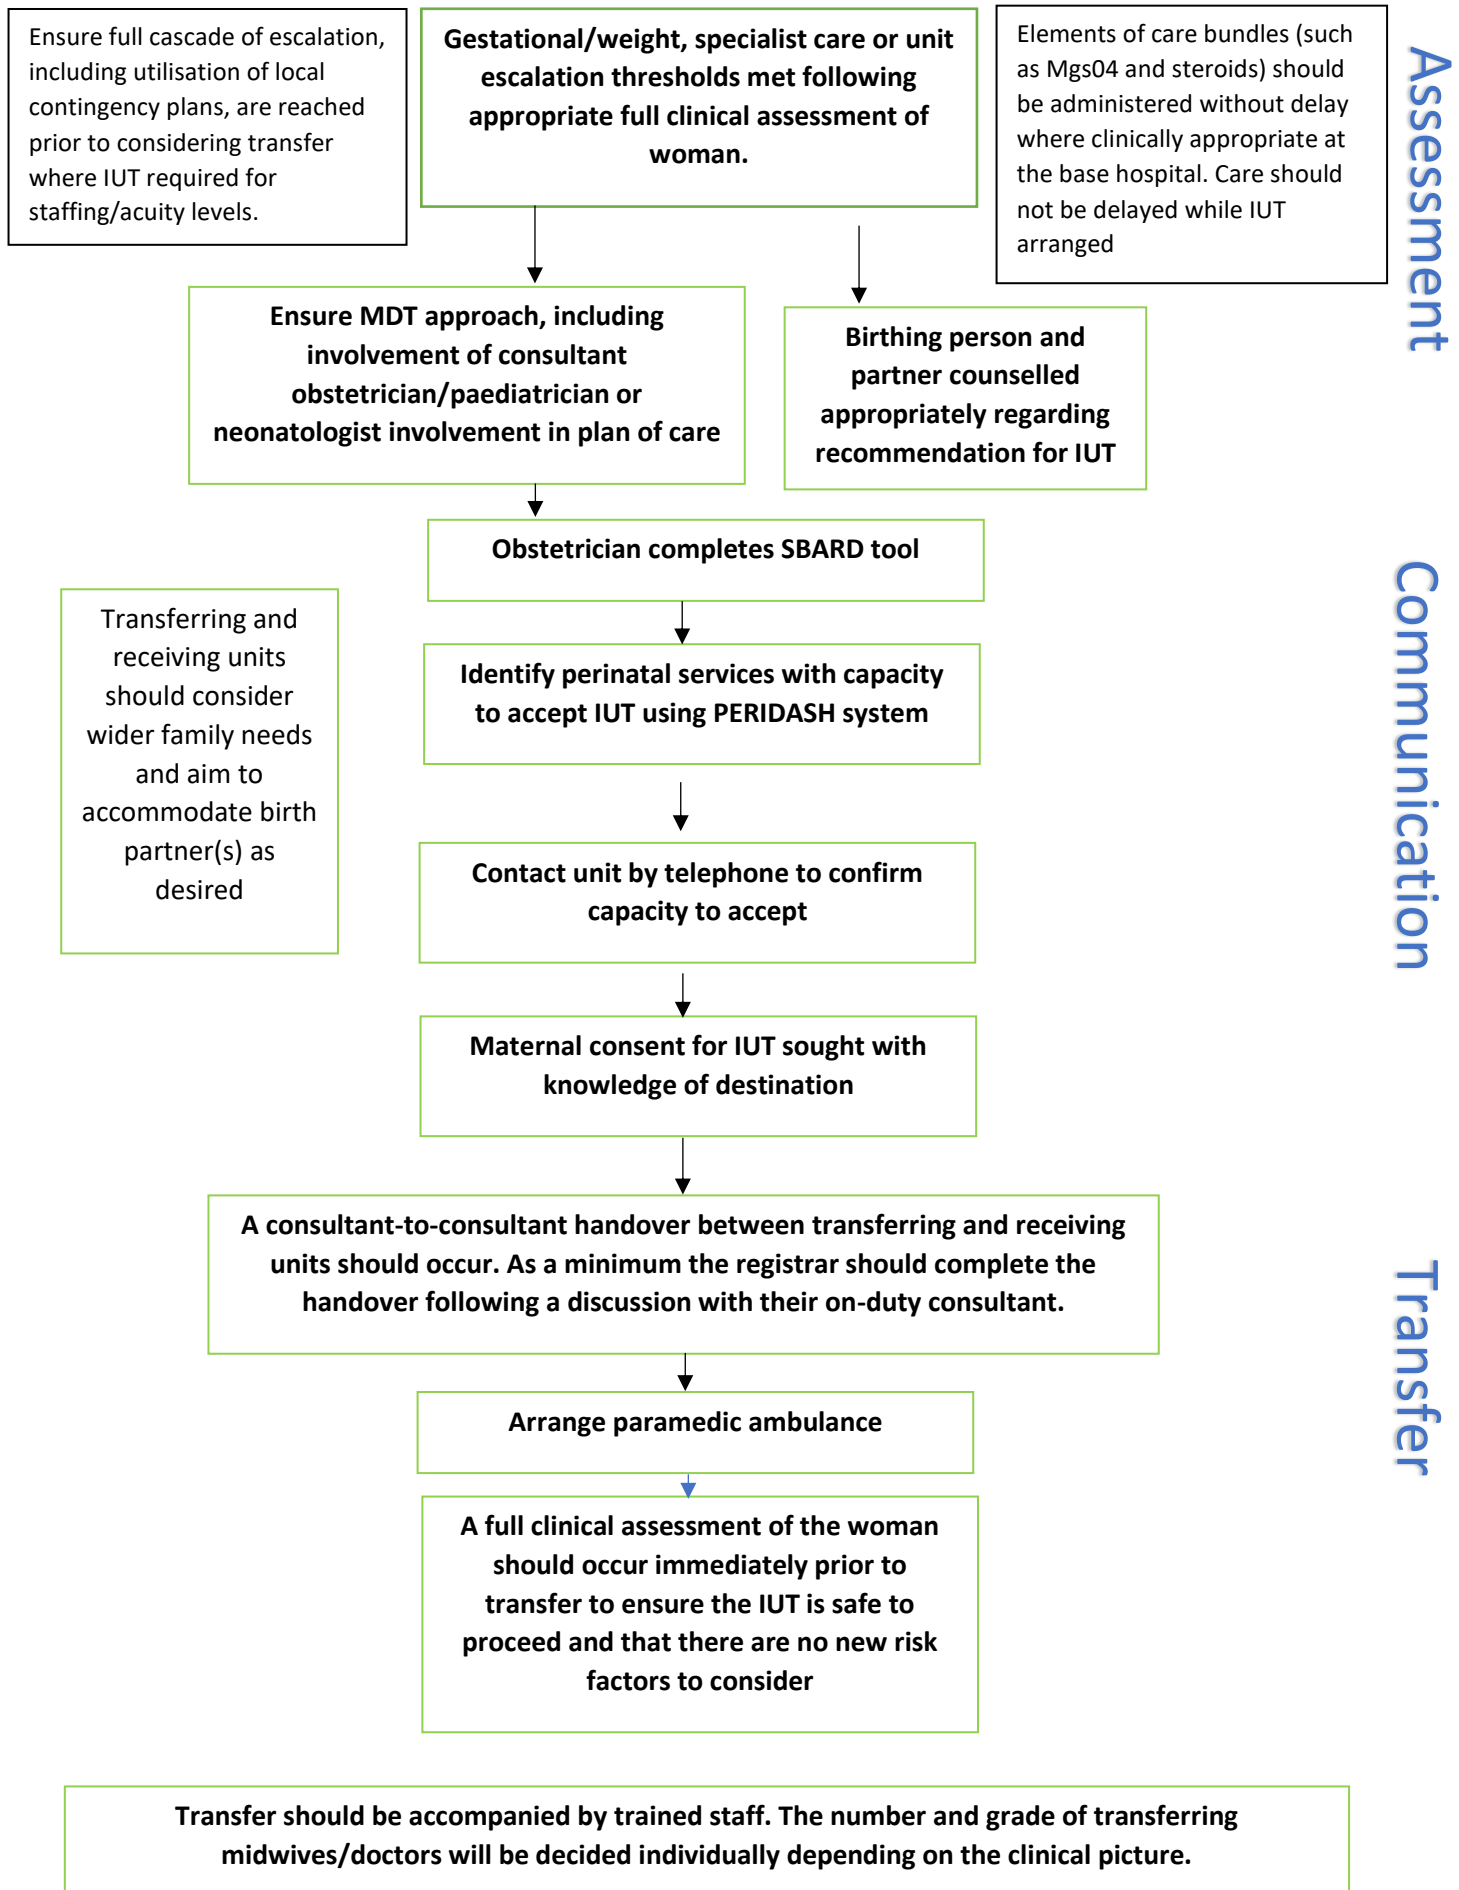 Ensure full cascade of escalation,
including utilisation of local
contingency plans, are reached
prior to considering transfer
where IUT required for
staffing/acuity levels.
Gestational/weight, specialist care or unit
escalation thresholds met following
appropriate full clinical assessment of
woman.
Elements of care bundles (such
as Mgs04 and steroids) should
be administered without delay
where clinically appropriate at
the base hospital. Care should
not be delayed while IUT
arranged
Assessment
Ensure MDT approach, including
involvement of consultant
obstetrician/paediatrician or
neonatologist involvement in plan of care
Birthing person and
partner counselled
appropriately regarding
recommendation for IUT
Obstetrician completes SBARD tool
Communication
Transferring and
receiving units
should consider
wider family needs
and aim to
accommodate birth
partner(s) as
desired
Identify perinatal services with capacity
to accept IUT using PERIDASH system
Contact unit by telephone to confirm
capacity to accept
Maternal consent for IUT sought with
knowledge of destination
A consultant-to-consultant handover between transferring and receiving
units should occur. As a minimum the registrar should complete the
handover following a discussion with their on-duty consultant.
Transfer
Arrange paramedic ambulance
A full clinical assessment of the woman
should occur immediately prior to
transfer to ensure the IUT is safe to
proceed and that there are no new risk
factors to consider
Transfer should be accompanied by trained staff. The number and grade of transferring
midwives/doctors will be decided individually depending on the clinical picture.